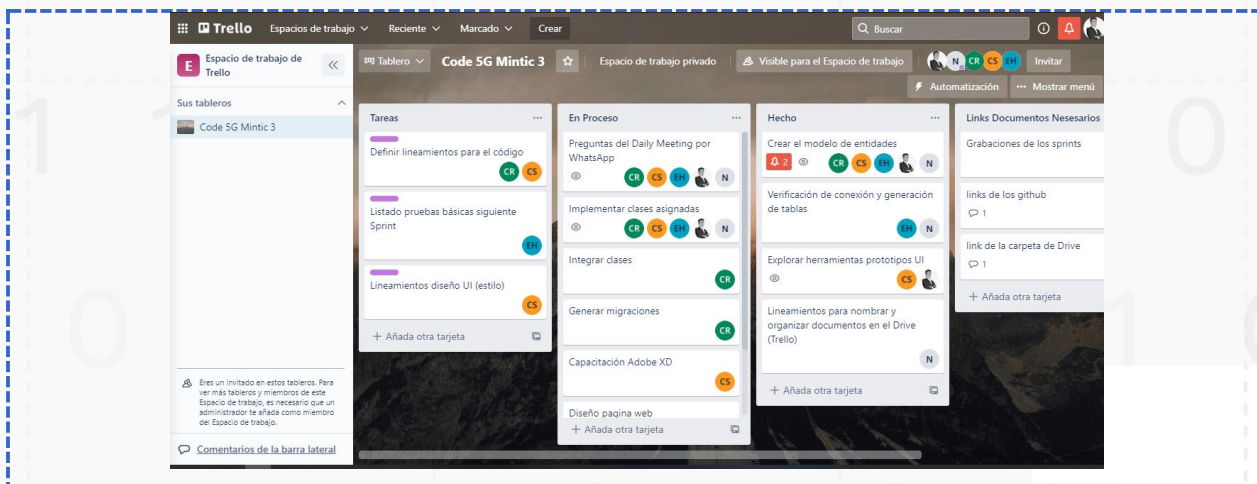 Trello
Espacios de trabajo
Reciente
Marcado
Crear
Buscar
E
Espacio de trabajo de
Trello
Sus tableros
Code 5G Mintic 3
Eres un invitado en estos tableros. Para
ver más tableros y miembros de este
Espacio de trabajo, es necesario que un
administrador te añada como miembro
del Espacio de trabajo.
Comentarios de la barra lateral
Tablero
Code 5G Mintic 3
Espacio de trabajo privado
Visible para el Espacio de trabajo
N CR CS EH
Invitar
Automatización
Mostrar menú
Tareas
Definir lineamientos para el código
CR CS
Listado pruebas básicas siguiente
Sprint
EH
Lineamientos diseño UI (estilo)
CS
+ Añada otra tarjeta
En Proceso
Preguntas del Daily Meeting por
WhatsApp
CR CS EH N
Implementar clases asignadas
CR CS EH N
Integrar clases
CR
Generar migraciones
CR
Capacitación Adobe XD
CS
Diseño pagina web
+ Añada otra tarjeta
Hecho
Crear el modelo de entidades
2 CR CS EH N
Verificación de conexión y generación
de tablas
EH N
Explorar herramientas prototipos UI
CS
Lineamientos para nombrar y
organizar documentos en el Drive
(Trello)
N
+ Añada otra tarjeta
Links Documentos Nesesarios
Grabaciones de los sprints
links de los github
1
link de la carpeta de Drive
1
+ Añada otra tarjeta